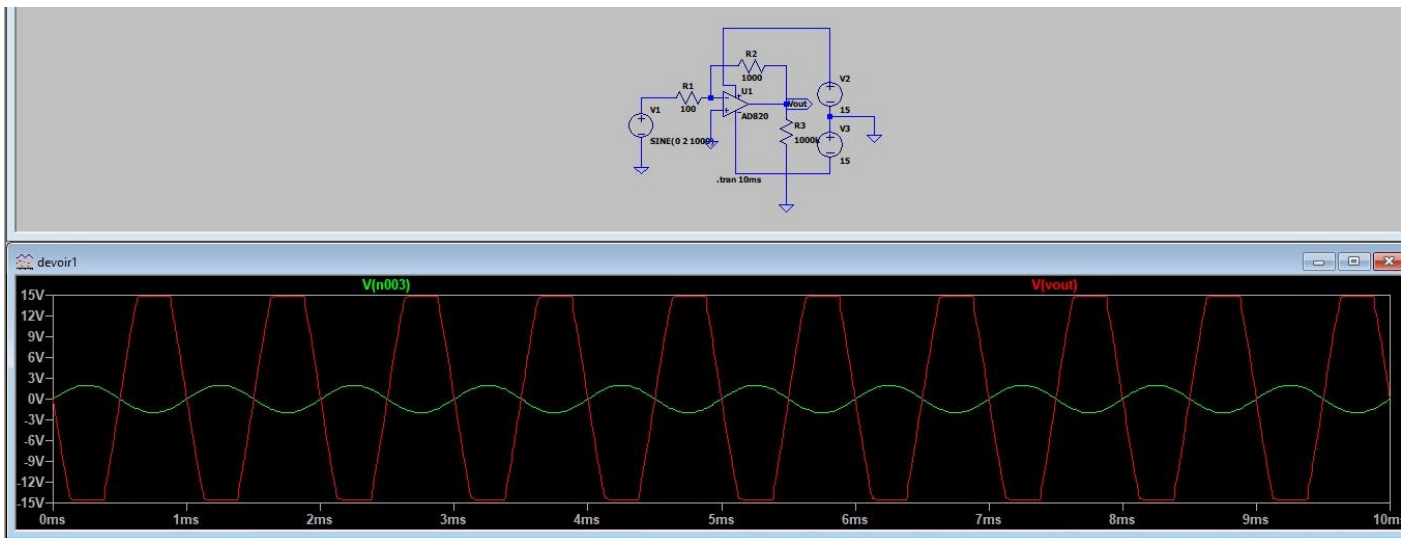 R2
1000
V2
R1
U1
V1
100
Vout
15
AD820
R3
V3
SINE(0 2 1000)
1000k
15
.tran 10ms
devoir1
V(n003)
V(vout)
15V
12V
9V
6V
3V
0V
-3V
-6V
-9V
-12V
-15V
0ms 1ms 2ms 3ms 4ms 5ms 6ms 7ms 8ms 9ms 10ms